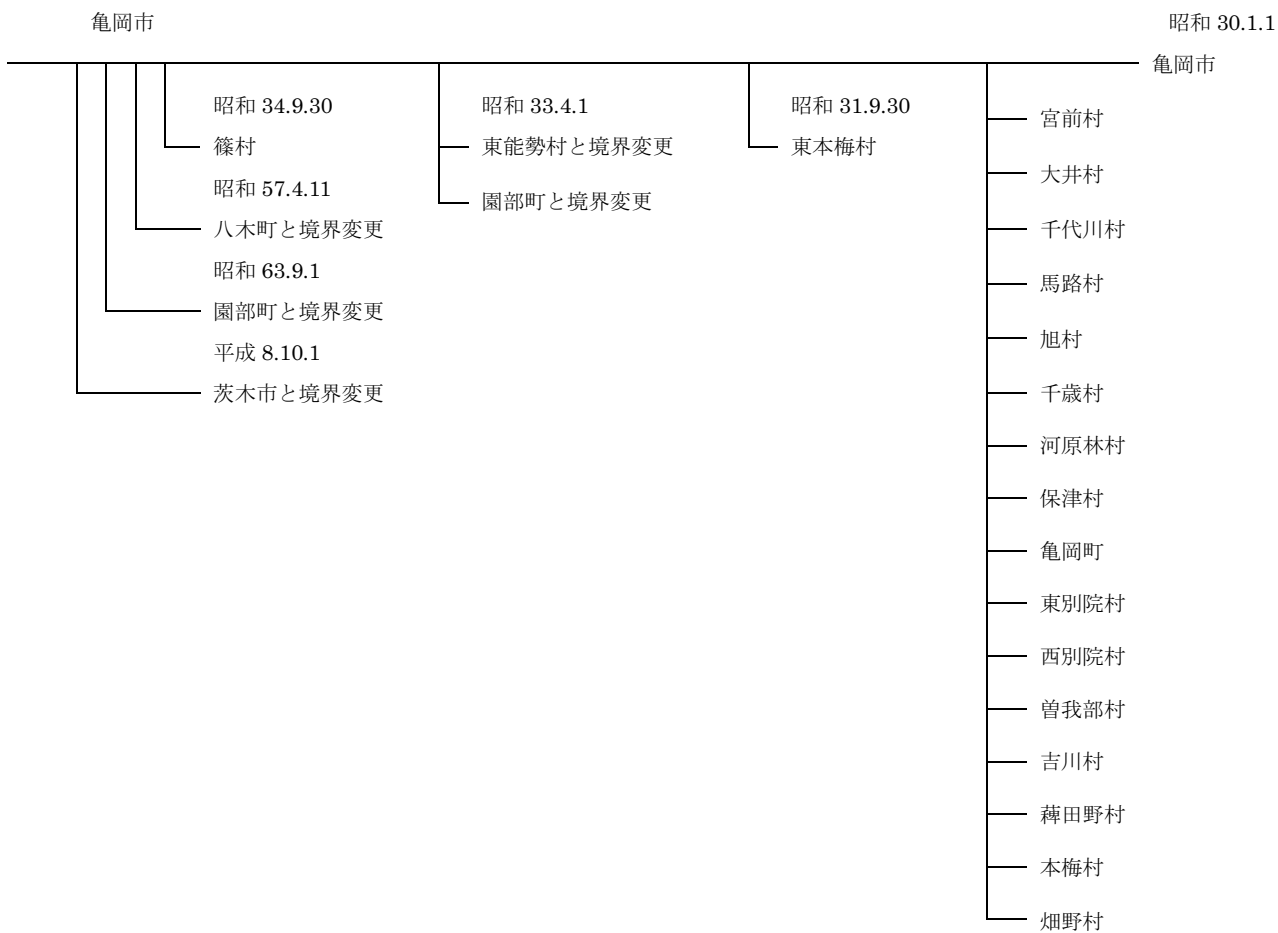 亀岡市
昭和 30.1.1
亀岡市
昭和 34.9.30
篠村
昭和 57.4.11
八木町と境界変更
昭和 63.9.1
園部町と境界変更
平成 8.10.1
茨木市と境界変更
昭和 33.4.1
東能勢村と境界変更
園部町と境界変更
昭和 31.9.30
東本梅村
宮前村
大井村
千代川村
馬路村
旭村
千歳村
河原林村
保津村
亀岡町
東別院村
西別院村
曽我部村
吉川村
薭田野村
本梅村
畑野村